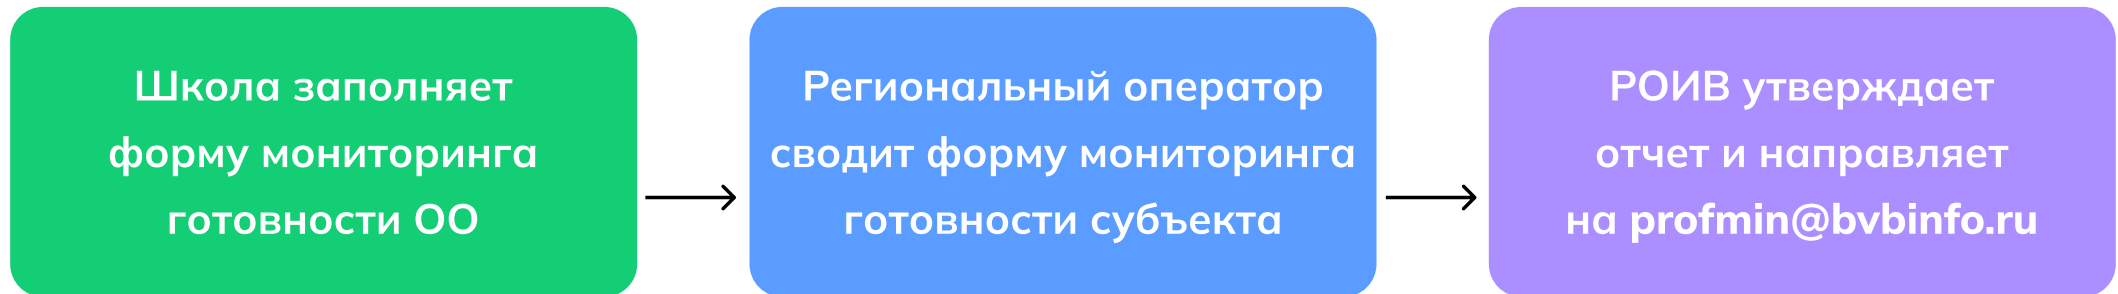 Школа заполняет
форму мониторинга
готовности ОО
Региональный оператор
сводит форму мониторинга
готовности субъекта
РОИВ утверждает
отчет и направляет
на profmin@bvbinfo.ru